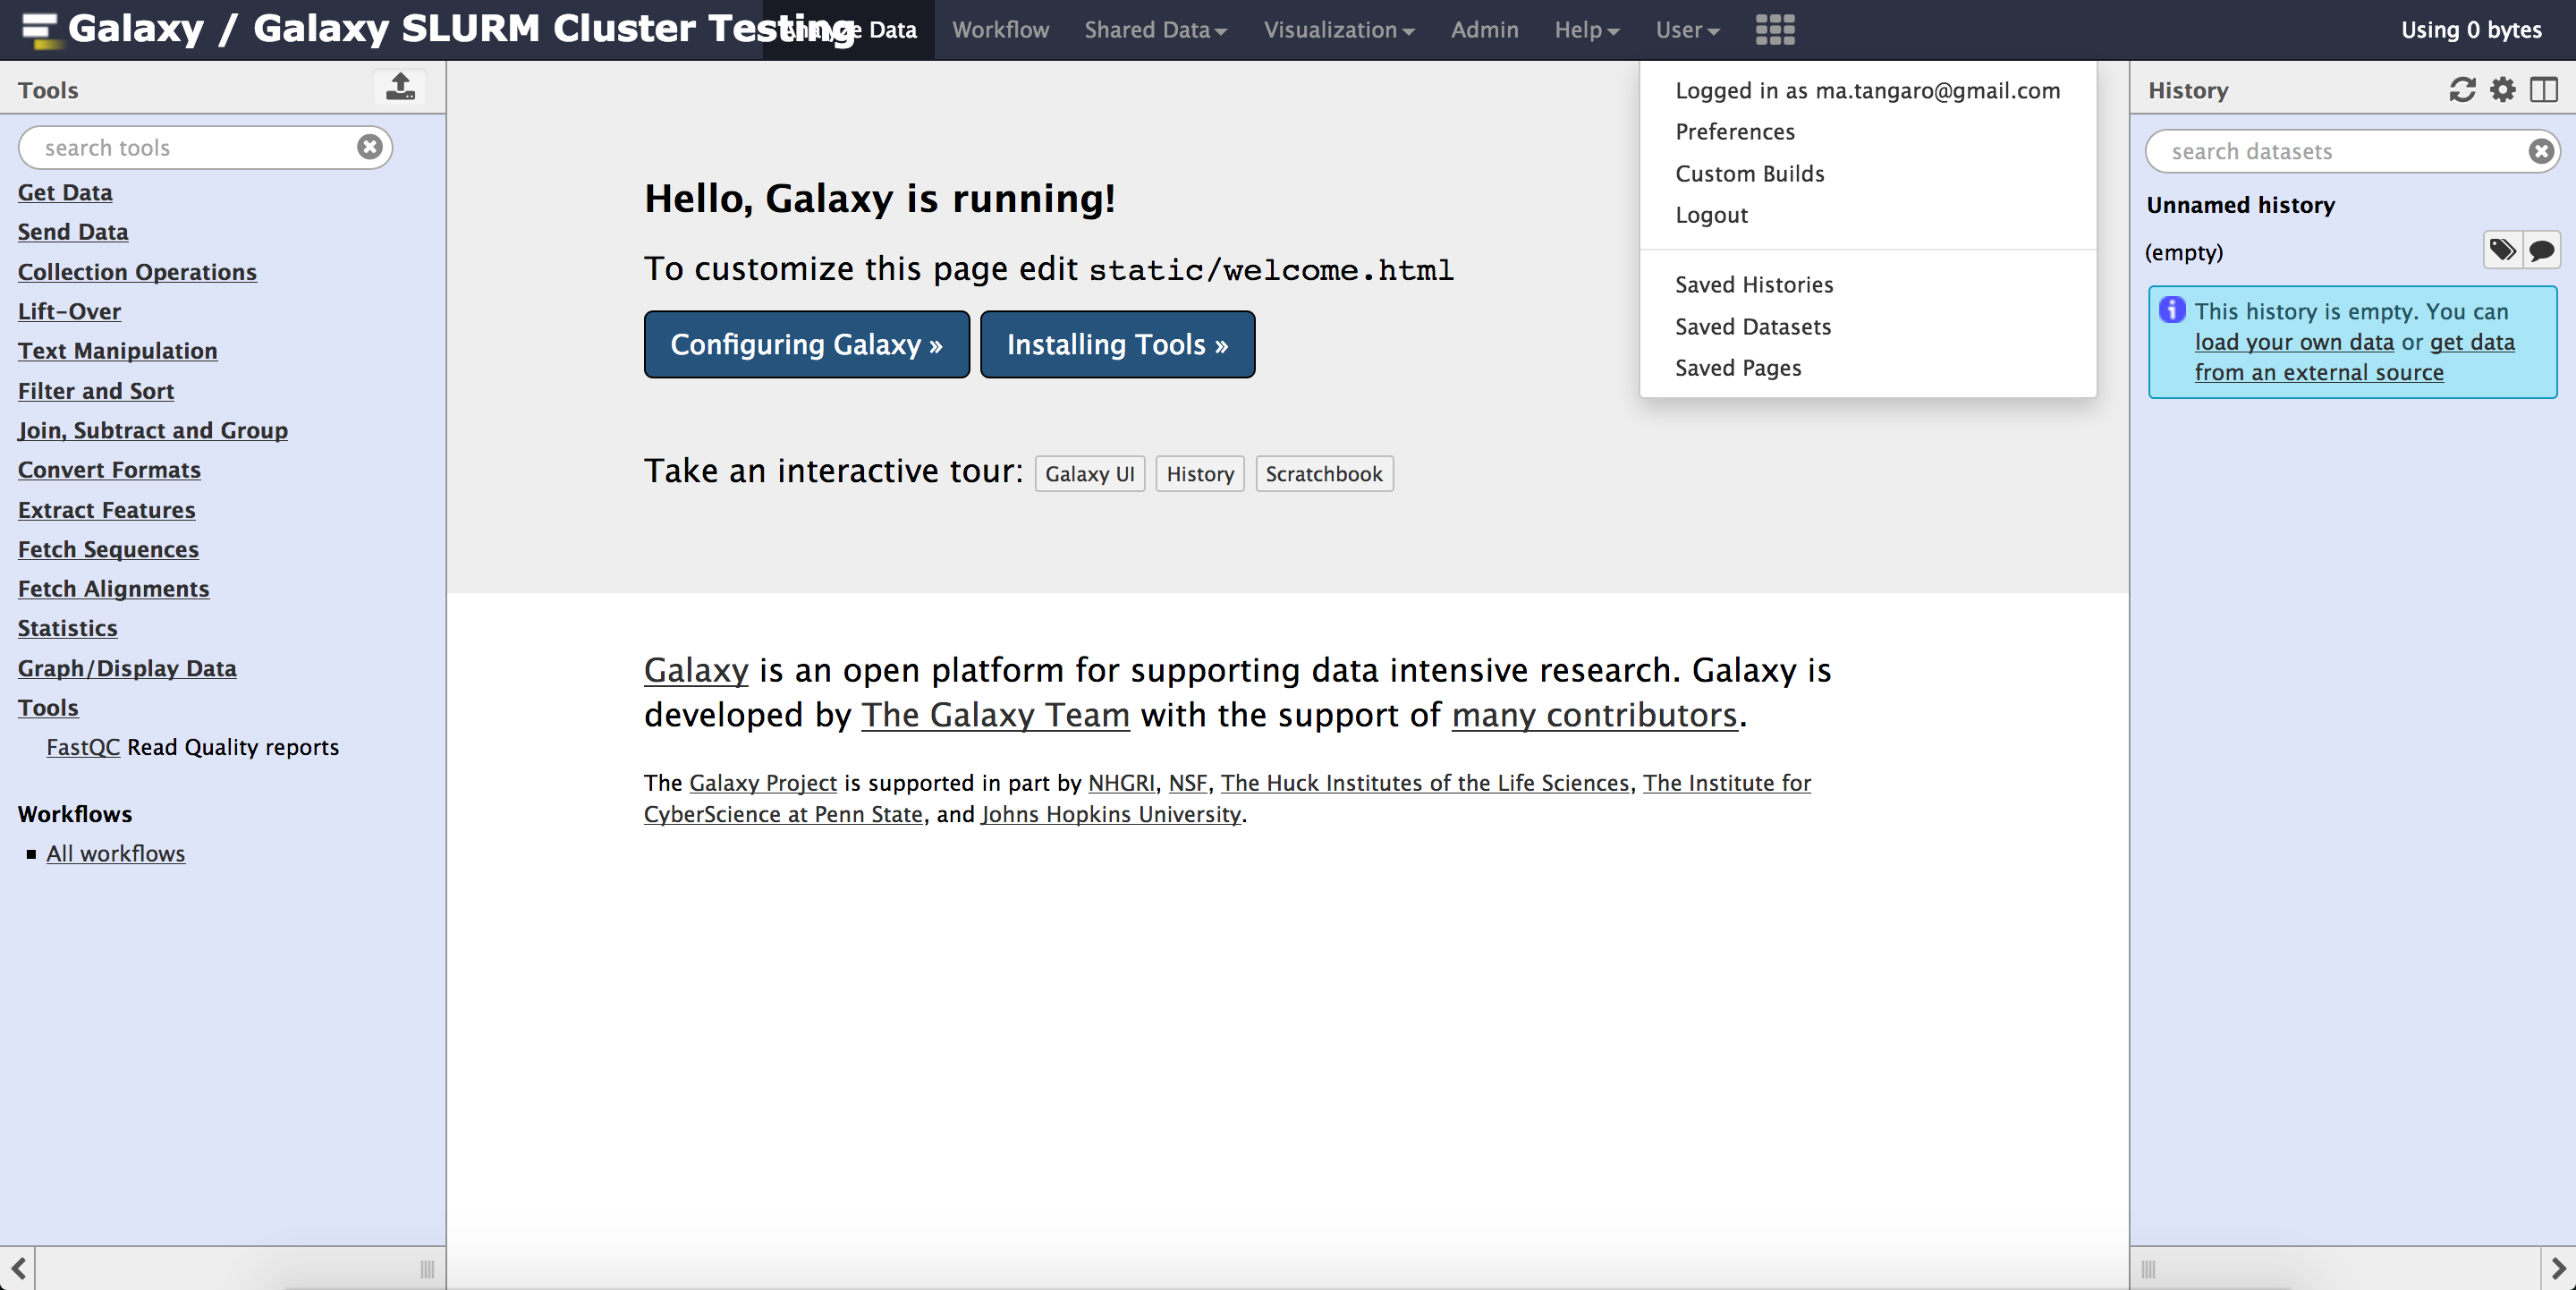 Galaxy / Galaxy SLURM Cluster Testing
Analyze Data
Workflow
Shared Data
Visualization
Admin
Help
User
Using 0 bytes
Tools
search tools
Get Data
Send Data
Collection Operations
Lift-Over
Text Manipulation
Filter and Sort
Join, Subtract and Group
Convert Formats
Extract Features
Fetch Sequences
Fetch Alignments
Statistics
Graph/Display Data
Tools
FastQC Read Quality reports
Workflows
All workflows
Hello, Galaxy is running!
To customize this page edit static/welcome.html
Configuring Galaxy »
Installing Tools »
Take an interactive tour: Galaxy UI History Scratchbook
Galaxy is an open platform for supporting data intensive research. Galaxy is
developed by The Galaxy Team with the support of many contributors.
The Galaxy Project is supported in part by NHGRI, NSF, The Huck Institutes of the Life Sciences, The Institute for
CyberScience at Penn State, and Johns Hopkins University.
Logged in as ma.tangaro@gmail.com
Preferences
Custom Builds
Logout
Saved Histories
Saved Datasets
Saved Pages
History
search datasets
Unnamed history
(empty)
This history is empty. You can
load your own data or get data
from an external source